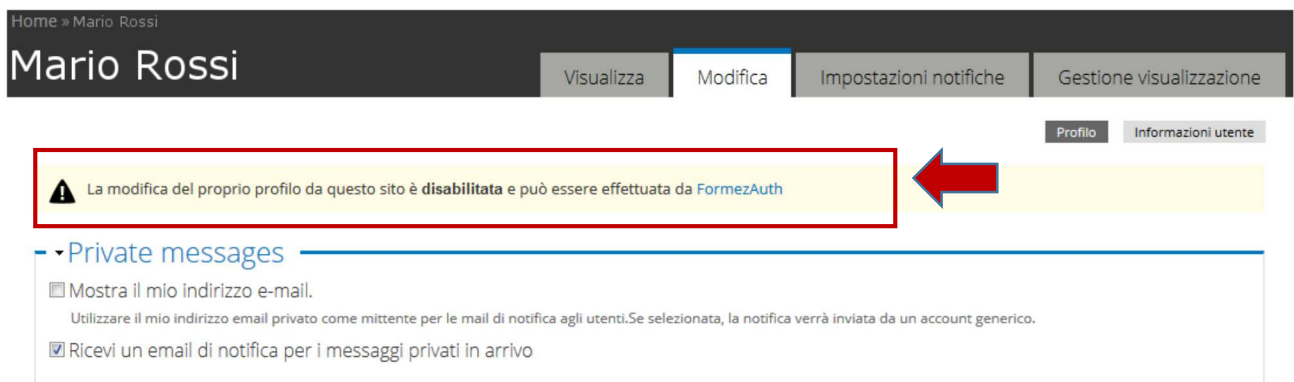 Home » Mario Rossi
Mario Rossi
Visualizza Modifica Impostazioni notifiche Gestione visualizzazione
Profilo Informazioni utente
La modifica del proprio profilo da questo sito è disabilitata e può essere effettuata da FormezAuth
Private messages
Mostra il mio indirizzo e-mail.
Utilizzare il mio indirizzo email privato come mittente per le mail di notifica agli utenti.Se selezionata, la notifica verrà inviata da un account generico.
Ricevi un email di notifica per i messaggi privati in arrivo